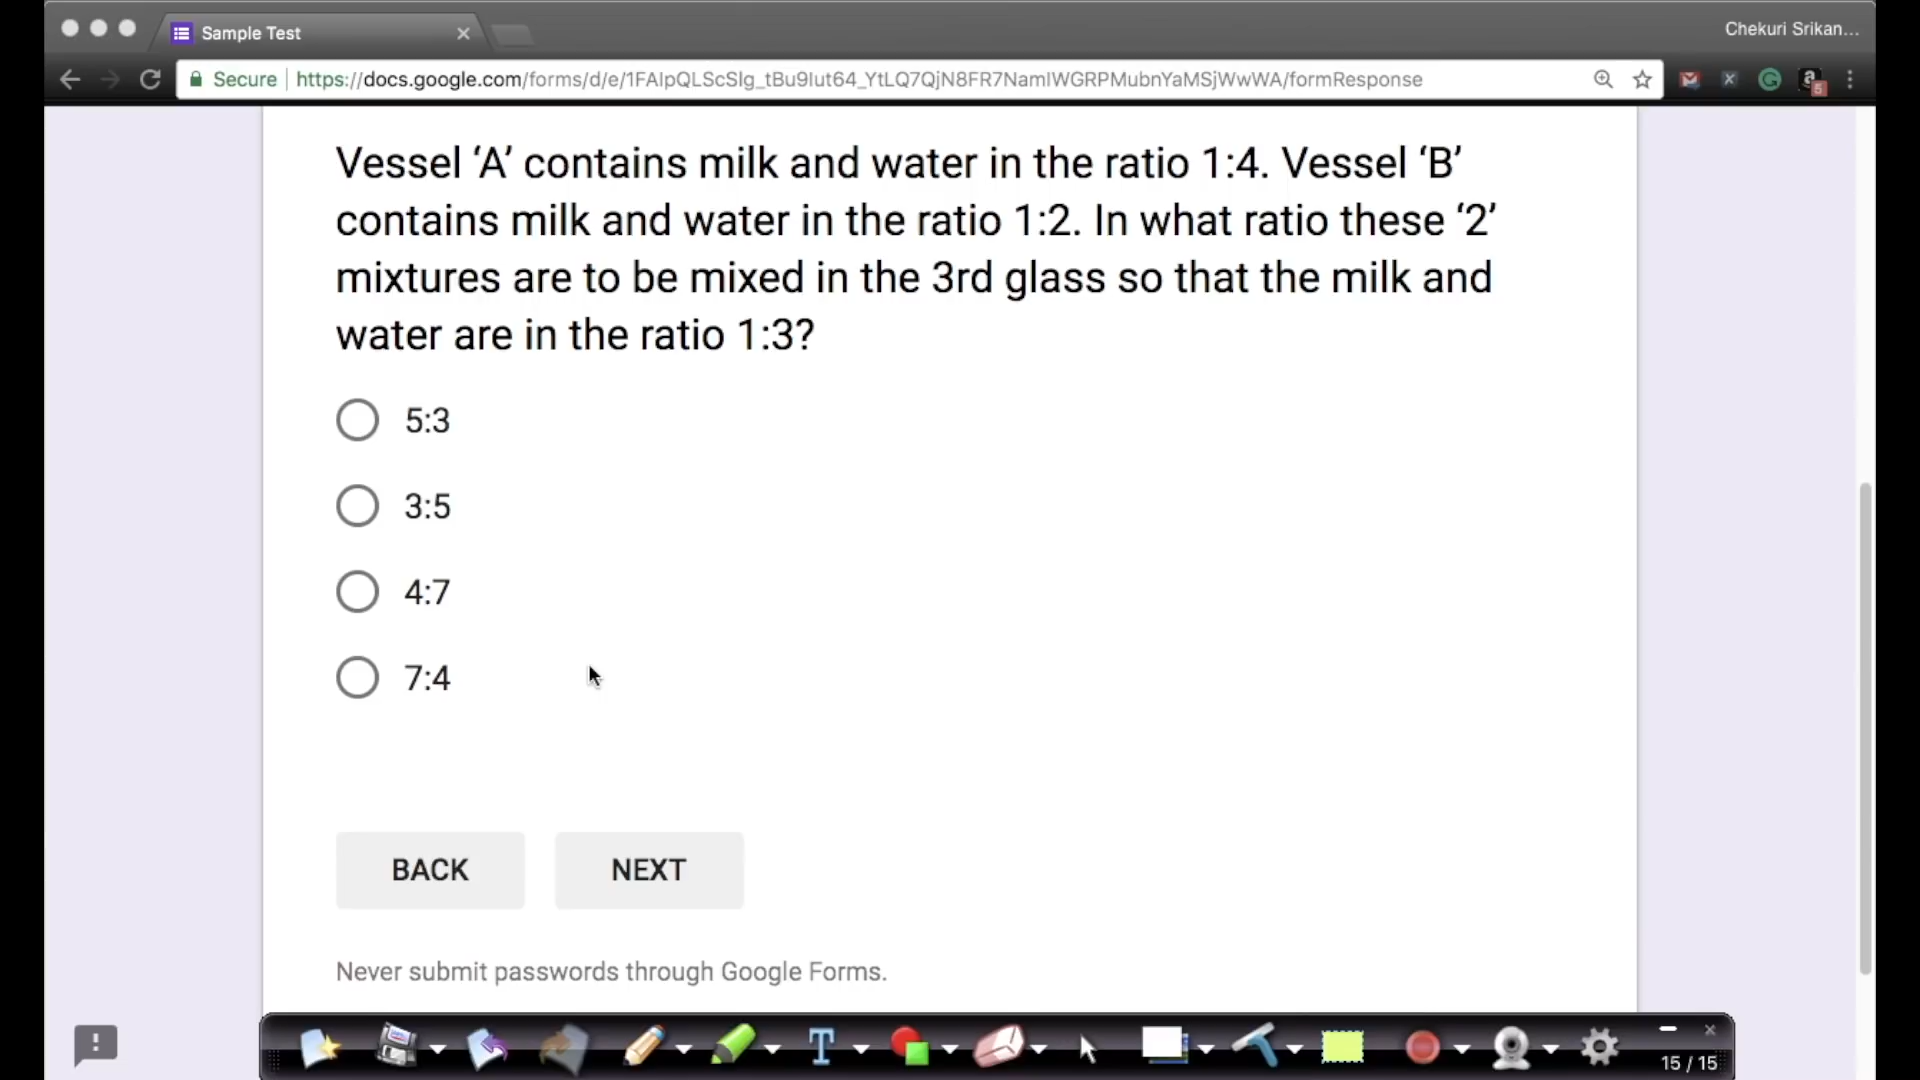 Sample Test
Chekuri Srikan...
Secure
https://docs.google.com/forms/d/e/1FAIpQLScSlg_tBu9Iut64_YtLQ7QjN8FR7NamIWGRPMubnYaMSjWwWA/formResponse
5
Vessel ‘A’ contains milk and water in the ratio 1:4. Vessel ‘B’
contains milk and water in the ratio 1:2. In what ratio these ‘2’
mixtures are to be mixed in the 3rd glass so that the milk and
water are in the ratio 1:3?
5:3
3:5
4:7
7:4
BACK
NEXT
Never submit passwords through Google Forms.
15 / 15